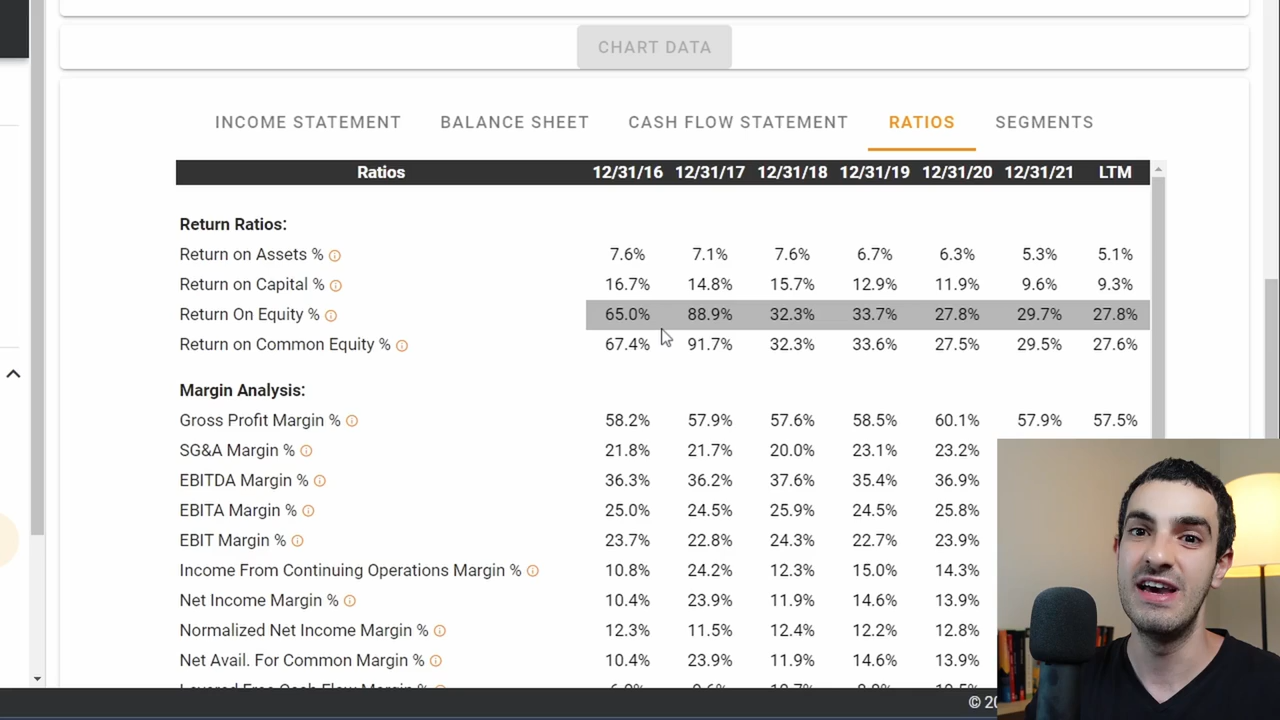 CHART DATA
INCOME STATEMENT BALANCE SHEET CASH FLOW STATEMENT RATIOS SEGMENTS
Ratios 12/31/16 12/31/17 12/31/18 12/31/19 12/31/20 12/31/21 LTM
Return Ratios:
Return on Assets % 7.6% 7.1% 7.6% 6.7% 6.3% 5.3% 5.1%
Return on Capital % 16.7% 14.8% 15.7% 12.9% 11.9% 9.6% 9.3%
Return On Equity % 65.0% 88.9% 32.3% 33.7% 27.8% 29.7% 27.8%
Return on Common Equity % 67.4% 91.7% 32.3% 33.6% 27.5% 29.5% 27.6%
Margin Analysis:
Gross Profit Margin % 58.2% 57.9% 57.6% 58.5% 60.1% 57.9% 57.5%
SG&A Margin % 21.8% 21.7% 20.0% 23.1% 23.2%
EBITDA Margin % 36.3% 36.2% 37.6% 35.4% 36.9%
EBITA Margin % 25.0% 24.5% 25.9% 24.5% 25.8%
EBIT Margin % 23.7% 22.8% 24.3% 22.7% 23.9%
Income From Continuing Operations Margin % 10.8% 24.2% 12.3% 15.0% 14.3%
Net Income Margin % 10.4% 23.9% 11.9% 14.6% 13.9%
Normalized Net Income Margin % 12.3% 11.5% 12.4% 12.2% 12.8%
Net Avail. For Common Margin % 10.4% 23.9% 11.9% 14.6% 13.9%
© 20